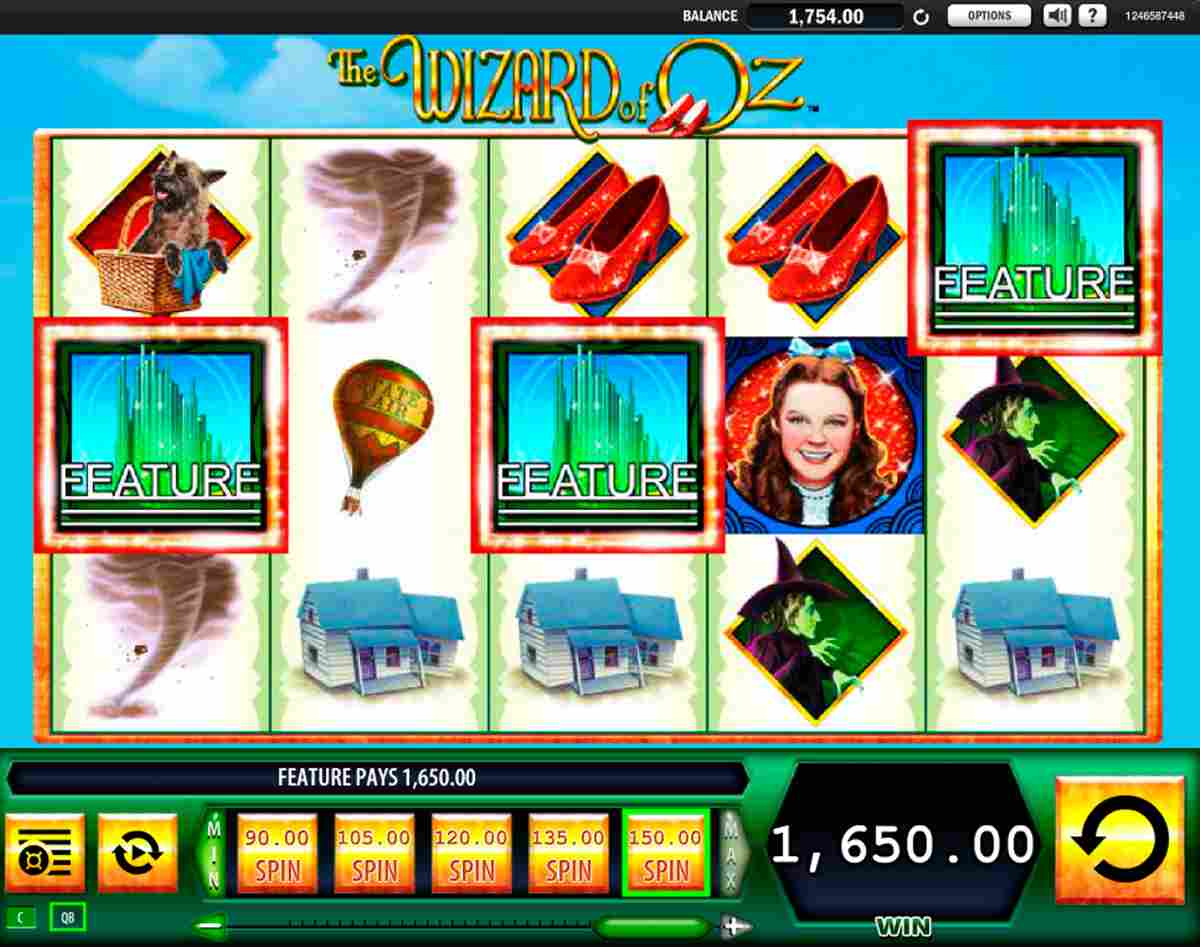 BALANCE 1,754.00 OPTIONS ? 1246587448
The WIZARD of OZ ™
FEATURE
STATE
FAIR
FEATURE
FEATURE
FEATURE PAYS 1,650.00
MIN
90.00
SPIN
105.00
SPIN
120.00
SPIN
135.00
SPIN
150.00
SPIN
MAX
1,650.00
WIN
C
QB
- +